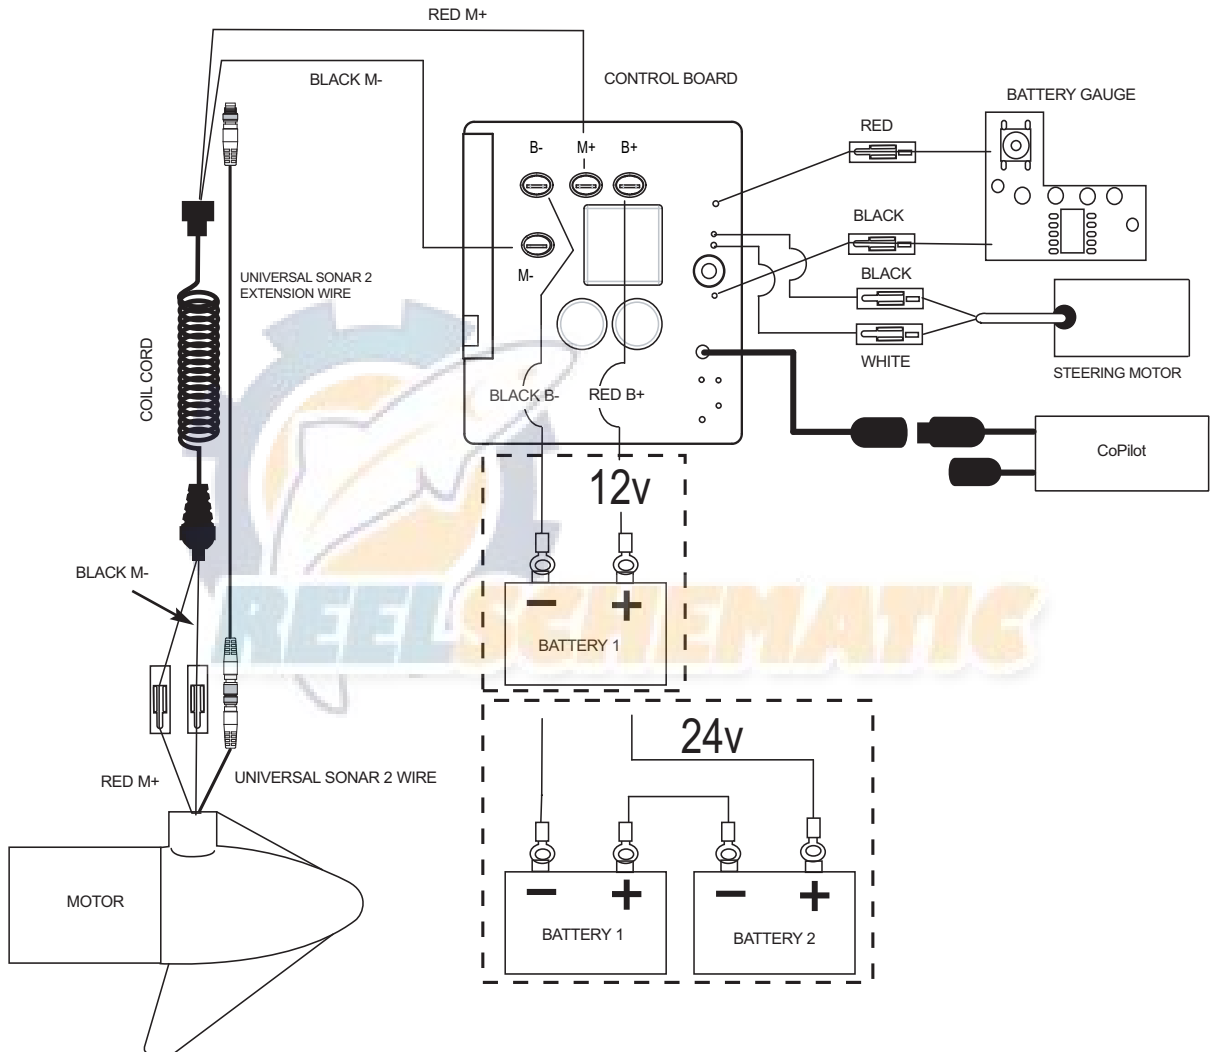 RED M+
BLACK M-
CONTROL BOARD
BATTERY GAUGE
RED
B-
M+
B+
BLACK
M-
BLACK
UNIVERSAL SONAR 2
EXTENSION WIRE
COIL CORD
WHITE
STEERING MOTOR
BLACK B-
RED B+
CoPilot
12v
BLACK M-
REELSCHEMATIC
BATTERY 1
24v
RED M+
UNIVERSAL SONAR 2 WIRE
MOTOR
BATTERY 1
BATTERY 2